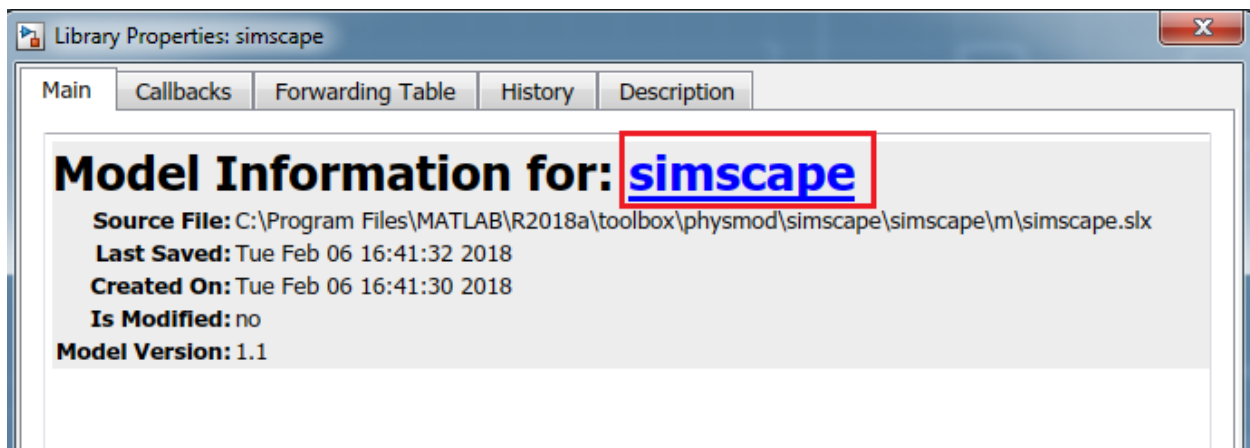 Library Properties: simscape
Main Callbacks Forwarding Table History Description
Model Information for: simscape
Source File: C:\Program Files\MATLAB\R2018a\toolbox\physmod\simscape\simscape\m\simscape.slx
Last Saved: Tue Feb 06 16:41:32 2018
Created On: Tue Feb 06 16:41:30 2018
Is Modified: no
Model Version: 1.1